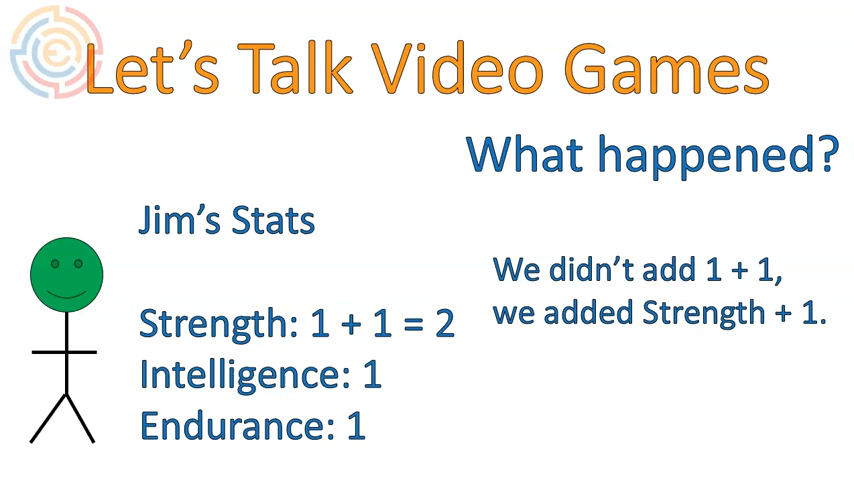 Let's Talk Video Games
What happened?
Jim's Stats
We didn't add 1 + 1,
we added Strength + 1.
Strength: 1 + 1 = 2
Intelligence: 1
Endurance: 1